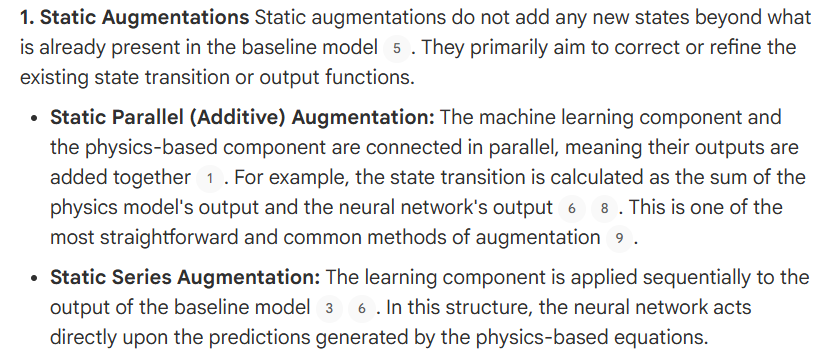 1. Static Augmentations Static augmentations do not add any new states beyond what
is already present in the baseline model 5 . They primarily aim to correct or refine the
existing state transition or output functions.
• Static Parallel (Additive) Augmentation: The machine learning component and
the physics-based component are connected in parallel, meaning their outputs are
added together 1 . For example, the state transition is calculated as the sum of the
physics model's output and the neural network's output 6 8 . This is one of the
most straightforward and common methods of augmentation 9 .
• Static Series Augmentation: The learning component is applied sequentially to the
output of the baseline model 3 6 . In this structure, the neural network acts
directly upon the predictions generated by the physics-based equations.